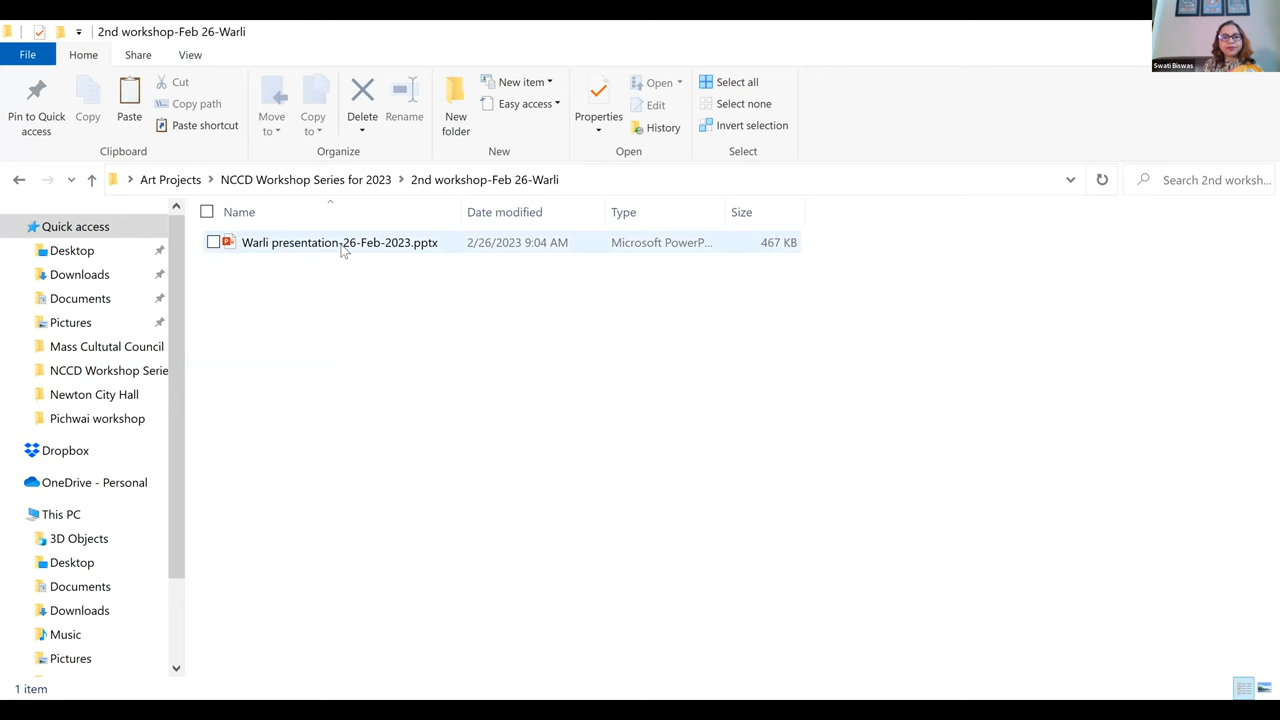 2nd workshop-Feb 26-Warli
Swati Biswas
File Home Share View
Pin to Quick access
Copy
Paste
Cut
Copy path
Paste shortcut
Clipboard
Move to
Copy to
Delete
Rename
Organize
New folder
New item
Easy access
New
Properties
Open
Edit
History
Open
Select all
Select none
Invert selection
Select
Art Projects > NCCD Workshop Series for 2023 > 2nd workshop-Feb 26-Warli
Search 2nd worksh...
Name Date modified Type Size
Warli presentation-26-Feb-2023.pptx 2/26/2023 9:04 AM Microsoft PowerP... 467 KB
Quick access
Desktop
Downloads
Documents
Pictures
Mass Cultutal Council
NCCD Workshop Serie
Newton City Hall
Pichwai workshop
Dropbox
OneDrive - Personal
This PC
3D Objects
Desktop
Documents
Downloads
Music
Pictures
1 item